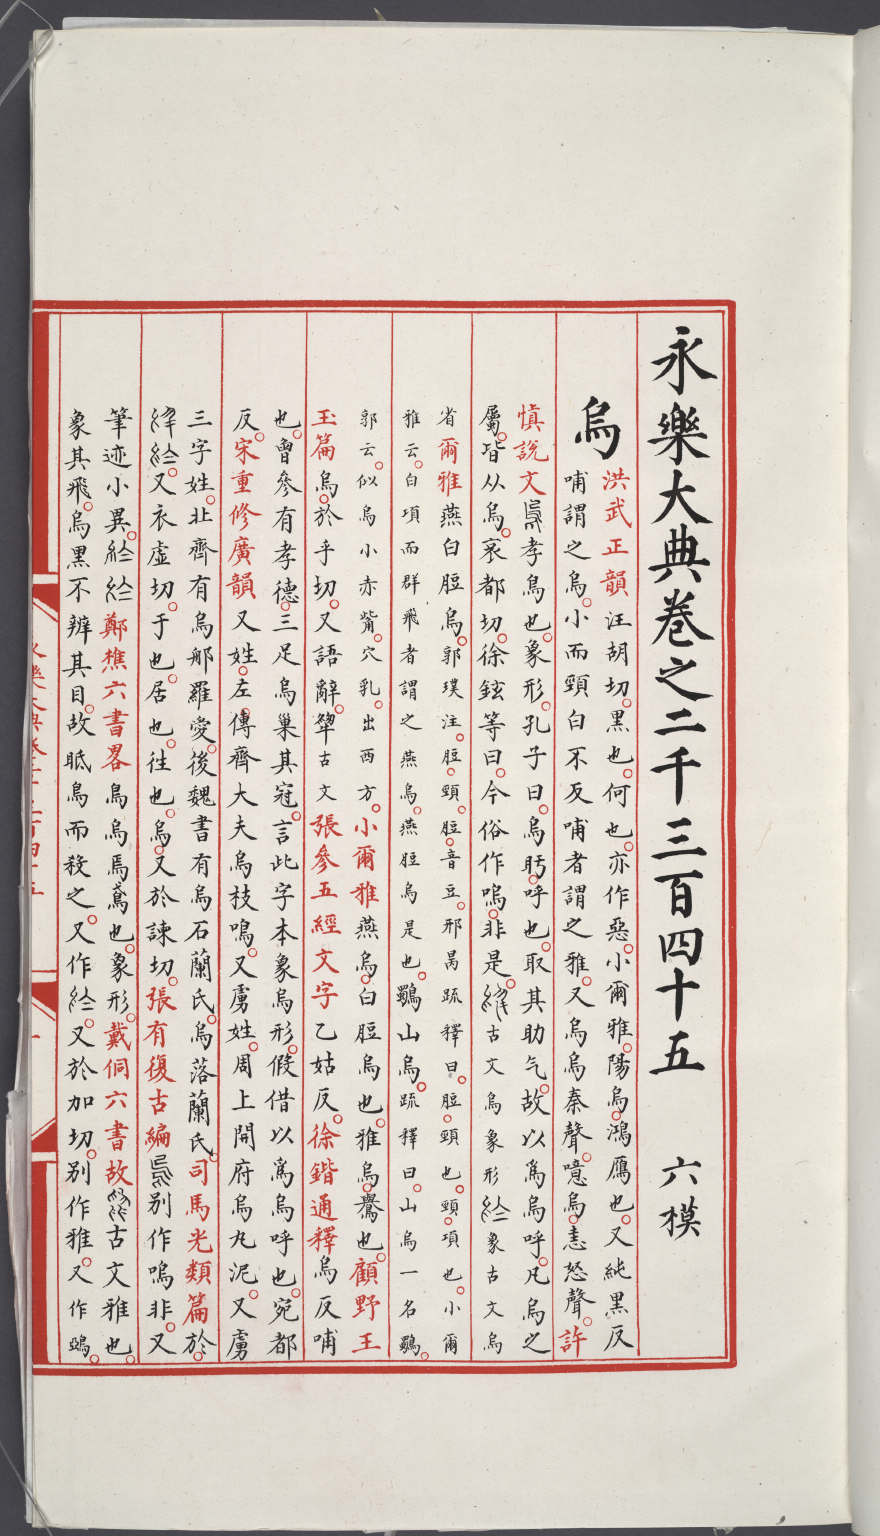 永樂大典卷之二千三百四十五　六模
烏
洪武正韻汪胡切。黑也。何也。亦作惡。小爾雅。陽烏。鴻鴈也。又純黑反
哺謂之烏。小而頸白不反哺者謂之雅。又烏烏秦聲。噫烏。恚怒聲。許
慎說文孝鳥也。象形。孔子曰。烏盱。呼也。取其助气。故以爲烏呼。凡烏之
屬。皆从烏。哀都切。徐鉉等曰。今俗作嗚。非是。古文烏象形象古文烏
省爾雅燕白脰烏。郭璞注。脰。頸。脰。音豆。邢昺疏釋曰。脰。頸也。頸。項也。小爾
雅云。白項而群飛者謂之燕烏。燕脰烏是也。鸀山烏。疏釋曰。山烏一名鸀。
郭云。似烏小赤觜。穴乳。出西方。小爾雅燕烏。白脰烏也。雅烏。鸒也。顧野王
玉篇烏。於乎切。又語辭。古文張參五經文字乙姑反。徐鍇通釋烏反哺
也。曾參有孝德。三足烏巢其冠。言此字本象烏形。假借以爲烏呼也。宛都
反。宋重修廣韻又姓。左傳齊大夫烏枝鳴。又虜姓。周上開府烏丸泥。又虜
三字姓。北齊有烏那羅愛。後魏書有烏石蘭氏。烏落蘭氏。司馬光類篇於。
又衣虛切。于也。居也。往也。烏。又於諫切。張有復古編別作嗚非。又
筆迹小異。鄭樵六書畧鳥烏焉鳶也。象形。戴侗六書故古文雅也。
象其飛。烏黑不辨其目。故眡鳥而殺之。又作。又於加切。別作雅。又作鵶。